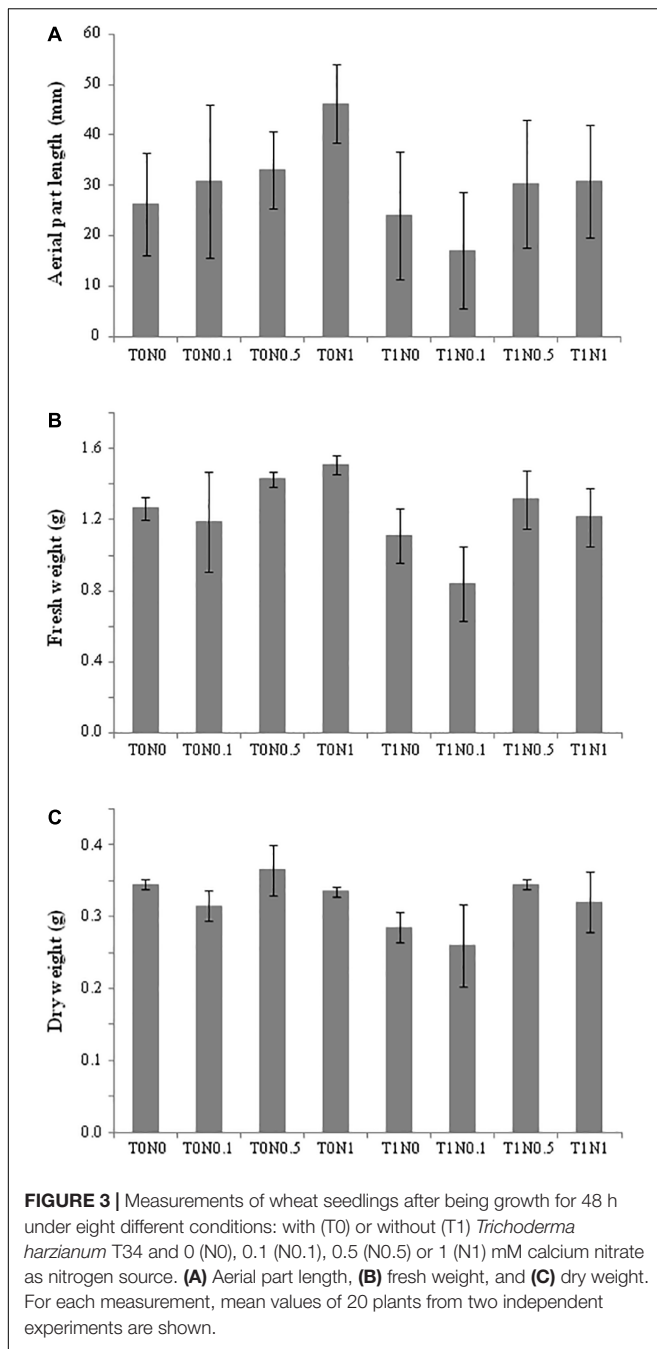 A
Aerial part length (mm)
60
50
40
30
20
10
0
T0N0 T0N0.1 T0N0.5 T0N1 T1N0 T1N0.1 T1N0.5 T1N1
B
Fresh weight (g)
1.6
1.2
0.8
0.4
0.0
T0N0 T0N0.1 T0N0.5 T0N1 T1N0 T1N0.1 T1N0.5 T1N1
C
Dry weight (g)
0.4
0.3
0.2
0.1
0.0
T0N0 T0N0.1 T0N0.5 T0N1 T1N0 T1N0.1 T1N0.5 T1N1
FIGURE 3 | Measurements of wheat seedlings after being growth for 48 h
under eight different conditions: with (T0) or without (T1) Trichoderma
harzianum T34 and 0 (N0), 0.1 (N0.1), 0.5 (N0.5) or 1 (N1) mM calcium nitrate
as nitrogen source. (A) Aerial part length, (B) fresh weight, and (C) dry weight.
For each measurement, mean values of 20 plants from two independent
experiments are shown.